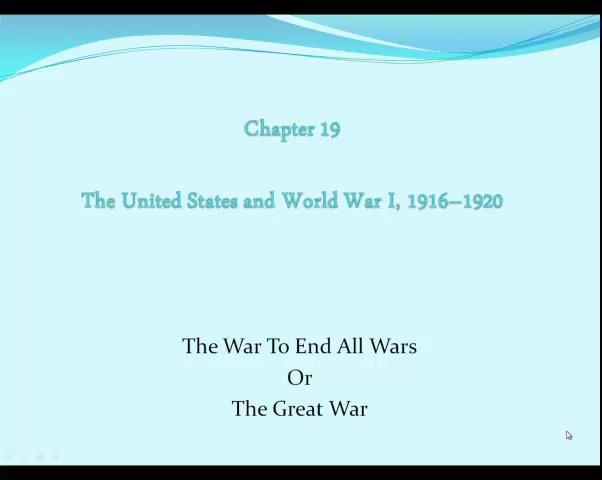 Chapter 19
The United States and World War I, 1916–1920
The War To End All Wars
Or
The Great War